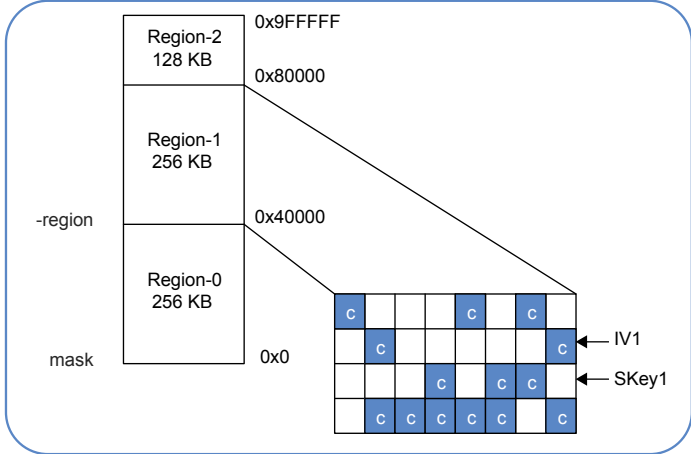 0x9FFFFF
Region-2
128 KB
0x80000
Region-1
256 KB
-region
0x40000
Region-0
256 KB
mask
0x0
c c c
c c
IV1
c c c
SKey1
c c c c c c